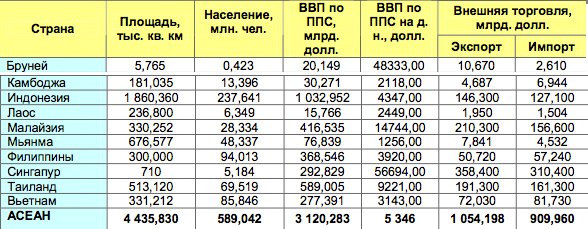 Страна Площадь, тыс. кв. км Население, млн. чел. ВВП по ППС, млрд. долл. ВВП по ППС на д. н., долл. Внешняя торговля, млрд. долл.
Экспорт Импорт
Бруней 5,765 0,423 20,149 48333,00 10,670 2,610
Камбоджа 181,035 13,396 30,271 2118,00 4,687 6,944
Индонезия 1 860,360 237,641 1 032,952 4347,00 146,300 127,100
Лаос 236,800 6,349 15,766 2449,00 1,950 1,504
Малайзия 330,252 28,334 416,535 14744,00 210,300 156,600
Мьянма 676,577 48,337 76,839 1256,00 7,841 4,532
Филиппины 300,000 94,013 368,546 3920,00 50,720 57,240
Сингапур 710 5,184 292,829 56694,00 358,400 310,400
Таиланд 513,120 69,519 589,005 9221,00 191,300 161,300
Вьетнам 331,212 85,846 277,391 3143,00 72,030 81,730
АСЕАН 4 435,830 589,042 3 120,283 5 346 1 054,198 909,960